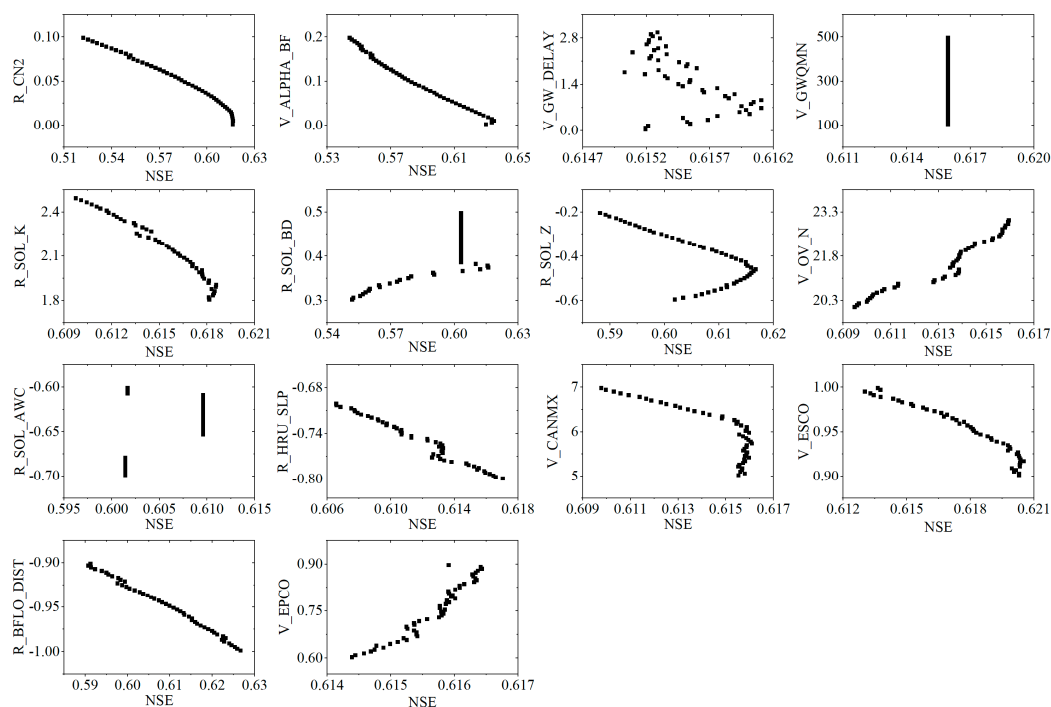 R_CN2
0.10
0.05
0.00
0.51 0.55 0.60 0.63
NSE
V_ALPHA_BF
0.2
0.1
0.0
0.53 0.57 0.61 0.65
NSE
V_GW_DELAY
2.8
1.4
0.0
0.6147 0.6152 0.6157 0.6162
NSE
V_GWQMN
500
300
100
0.611 0.614 0.617 0.620
NSE
R_SOL_K
2.4
2.1
1.8
0.609 0.612 0.615 0.618 0.621
NSE
R_SOL_BD
0.5
0.4
0.3
0.54 0.57 0.60 0.63
NSE
R_SOL_Z
-0.2
-0.4
-0.6
0.59 0.60 0.61 0.62
NSE
V_OV_N
23.3
21.8
20.3
0.609 0.611 0.613 0.615 0.617
NSE
R_SOL_AWC
-0.60
-0.65
-0.70
0.595 0.600 0.605 0.610 0.615
NSE
R_HRU_SLP
-0.68
-0.74
-0.80
0.606 0.610 0.614 0.618
NSE
V_CANMX
7
6
5
0.609 0.611 0.613 0.615 0.617
NSE
V_ESCO
1.00
0.95
0.90
0.612 0.615 0.618 0.621
NSE
R_BFLO_DIST
-0.90
-0.95
-1.00
0.59 0.60 0.61 0.62 0.63
NSE
V_EPCO
0.90
0.75
0.60
0.614 0.615 0.616 0.617
NSE